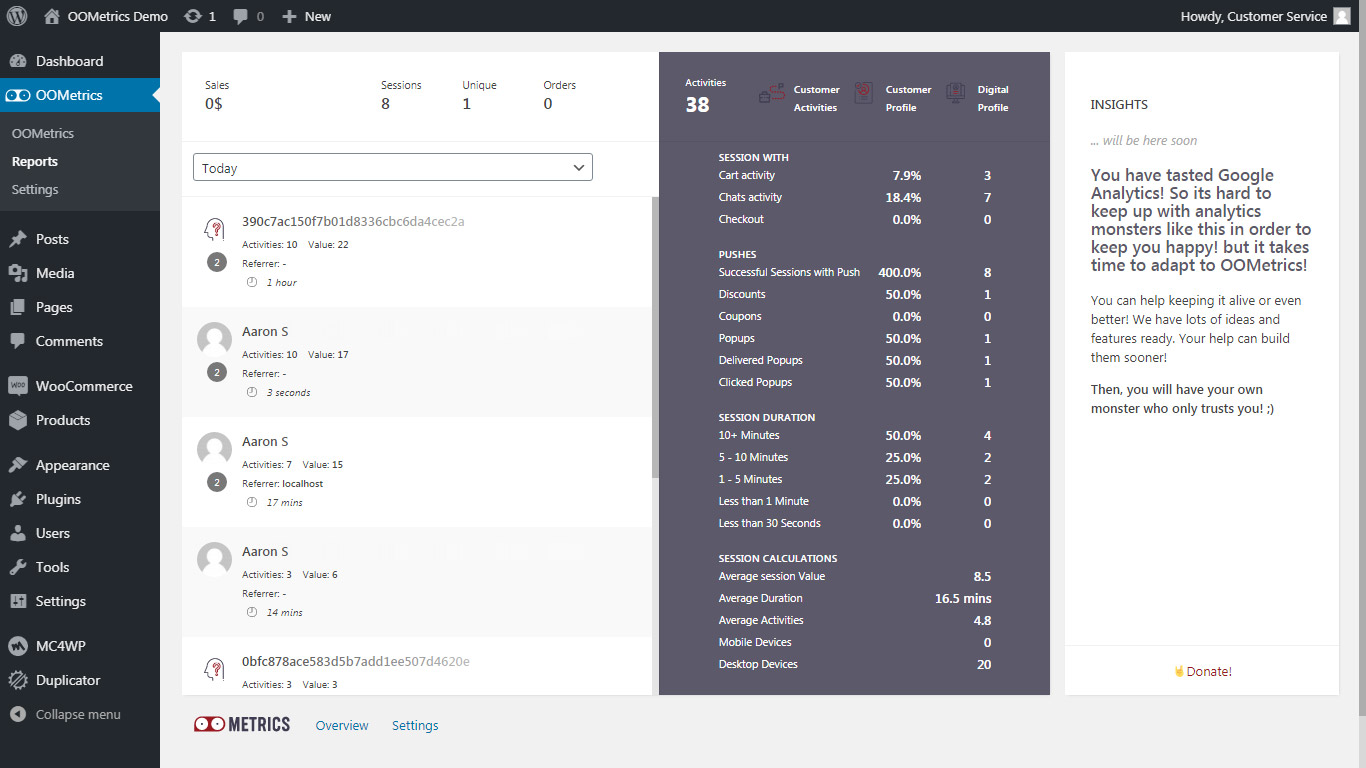 OOMetrics Demo 1 0 New Howdy, Customer Service
Dashboard
OOMetrics
OOMetrics
Reports
Settings
Posts
Media
Pages
Comments
WOO WooCommerce
Products
Appearance
Plugins
Users
Tools
Settings
MC4WP
Duplicator
Collapse menu
Sales Sessions Unique Orders
0$ 8 1 0
Today
390c7ac150f7b01d8336cbc6da4cec2a
Activities: 10 Value: 22
2 Referrer: -
1 hour
Aaron S
Activities: 10 Value: 17
2 Referrer: -
3 seconds
Aaron S
Activities: 7 Value: 15
2 Referrer: localhost
17 mins
Aaron S
Activities: 3 Value: 6
Referrer: -
14 mins
0bfc878ace583d5b7add1ee507d4620e
Activities: 3 Value: 3
Activities
38
Customer
Activities
Customer
Profile
Digital
Profile
SESSION WITH
Cart activity 7.9% 3
Chats activity 18.4% 7
Checkout 0.0% 0
PUSHES
Successful Sessions with Push 400.0% 8
Discounts 50.0% 1
Coupons 0.0% 0
Popups 50.0% 1
Delivered Popups 50.0% 1
Clicked Popups 50.0% 1
SESSION DURATION
10+ Minutes 50.0% 4
5 - 10 Minutes 25.0% 2
1 - 5 Minutes 25.0% 2
Less than 1 Minute 0.0% 0
Less than 30 Seconds 0.0% 0
SESSION CALCULATIONS
Average session Value 8.5
Average Duration 16.5 mins
Average Activities 4.8
Mobile Devices 0
Desktop Devices 20
INSIGHTS
... will be here soon
You have tasted Google
Analytics! So its hard to
keep up with analytics
monsters like this in order to
keep you happy! but it takes
time to adapt to OOMetrics!
You can help keeping it alive or even
better! We have lots of ideas and
features ready. Your help can build
them sooner!
Then, you will have your own
monster who only trusts you! ;)
🤘Donate!
OOMETRICS Overview Settings